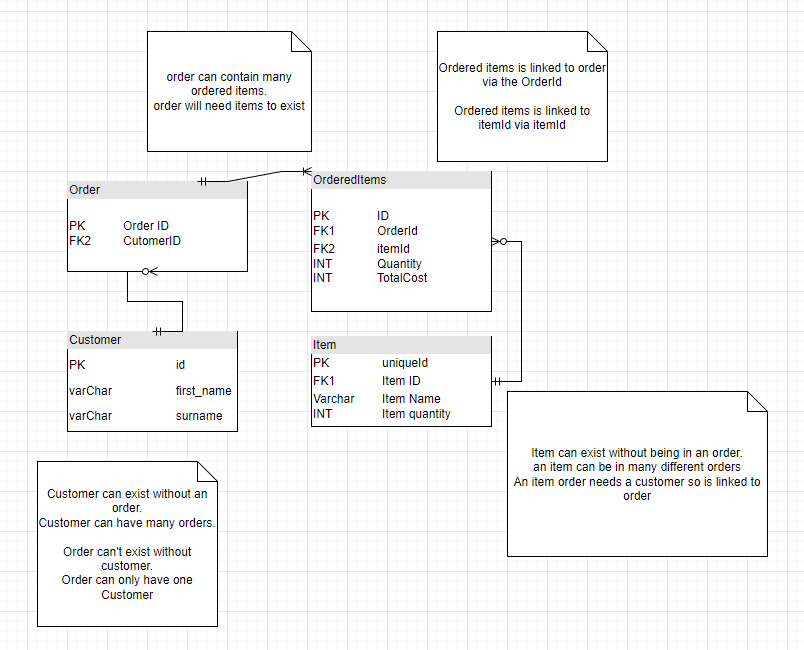 order can contain many
ordered items.
order will need items to exist
Ordered items is linked to order
via the OrderId
Ordered items is linked to
itemId via itemId
Order
PK Order ID
FK2 CutomerID
OrderedItems
PK ID
FK1 OrderId
FK2 itemId
INT Quantity
INT TotalCost
Customer
PK id
varChar first_name
varChar surname
Item
PK uniqueId
FK1 Item ID
Varchar Item Name
INT Item quantity
Item can exist without being in an order.
an item can be in many different orders
An item order needs a customer so is linked to
order
Customer can exist without an
order.
Customer can have many orders.
Order can't exist without
customer.
Order can only have one
Customer